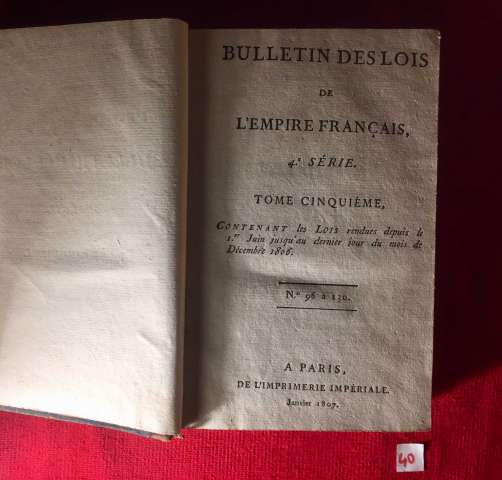 BULLETIN DES LOIS
DE
L'EMPIRE FRANÇAIS,
4.e SÉRIE.
TOME CINQUIÈME,
CONTENANT les LOIS rendues depuis le
1.er Juin jusqu'au dernier jour du mois de
Décembre 1806.
N.os 96 à 130.
A PARIS,
DE L'IMPRIMERIE IMPÉRIALE.
Janvier 1807.
40